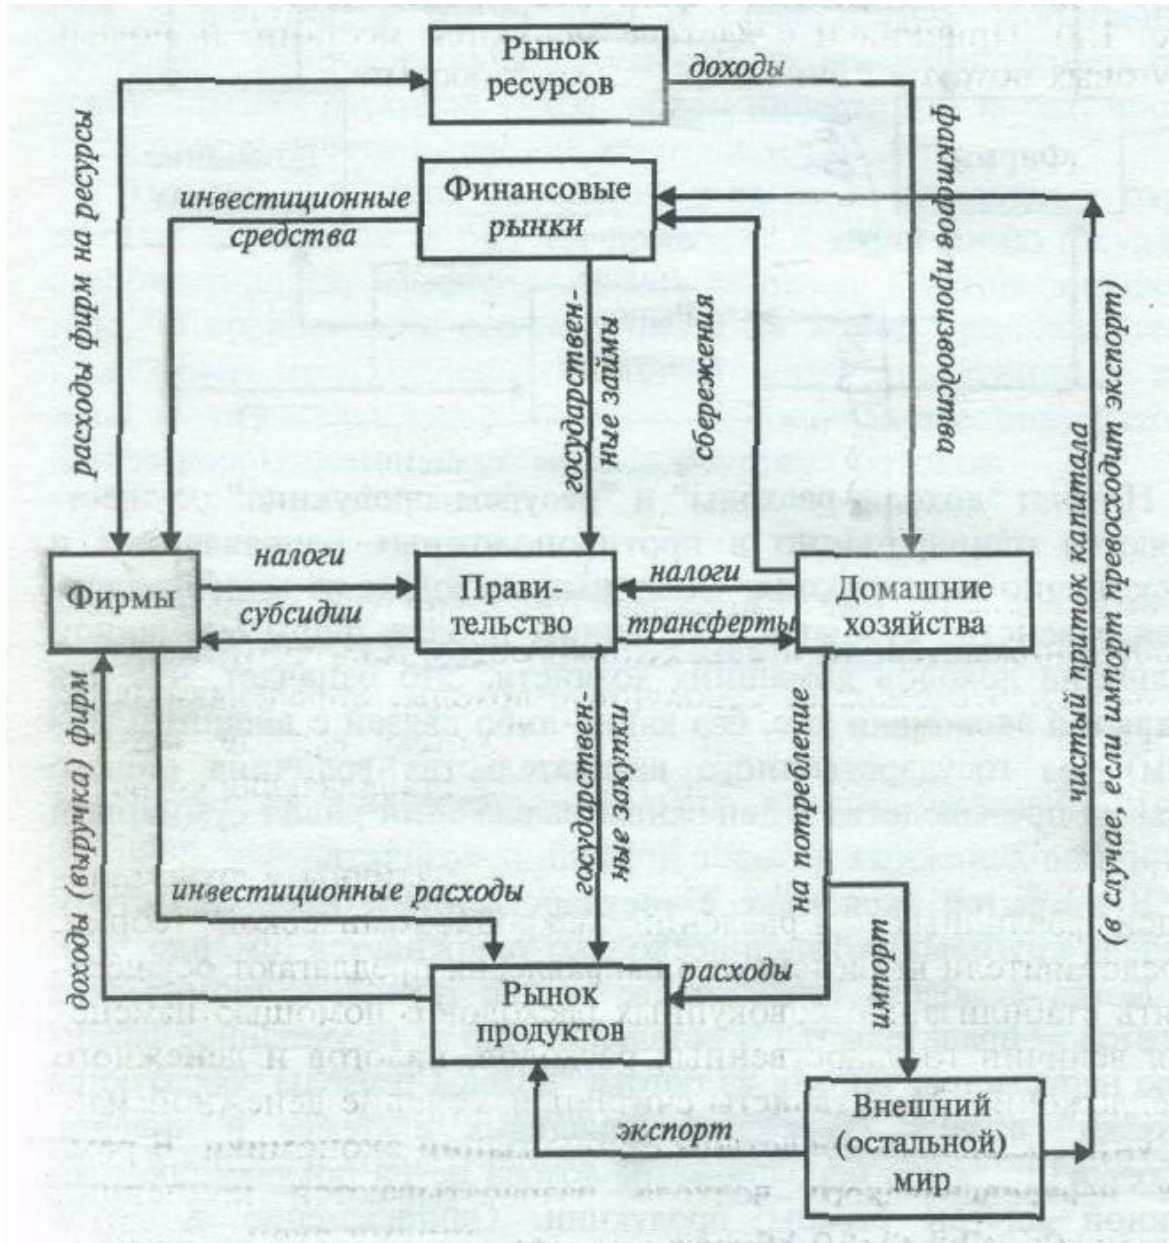 Рынок
ресурсов
доходы
факторов производства
расходы фирм на ресурсы
Финансовые
рынки
инвестиционные
средства
государствен-
ные займы
сбережения
чистый приток капитала
(в случае, если импорт превосходит экспорт)
Фирмы
налоги
субсидии
Прави-
тельство
налоги
трансферты
Домашние
хозяйства
доходы (выручка) фирм
инвестиционные расходы
государствен-
ные закупки
на потребление
расходы
импорт
Рынок
продуктов
экспорт
Внешний
(остальной)
мир